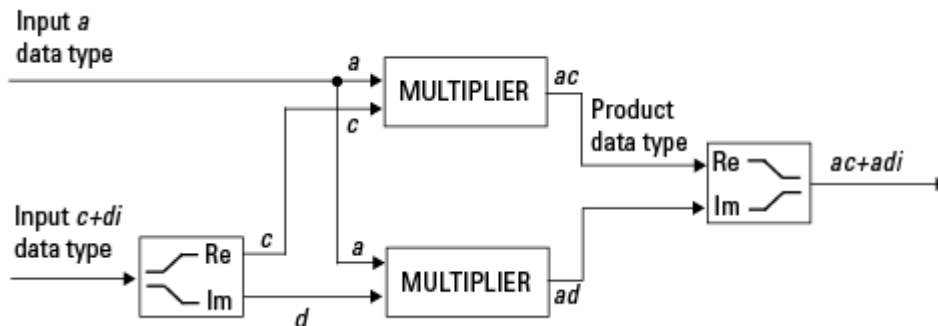 Input a
data type
a
c
MULTIPLIER
ac
Product
data type
Re
Im
ac+adi
Input c+di
data type
Re
Im
c
d
a
MULTIPLIER
ad